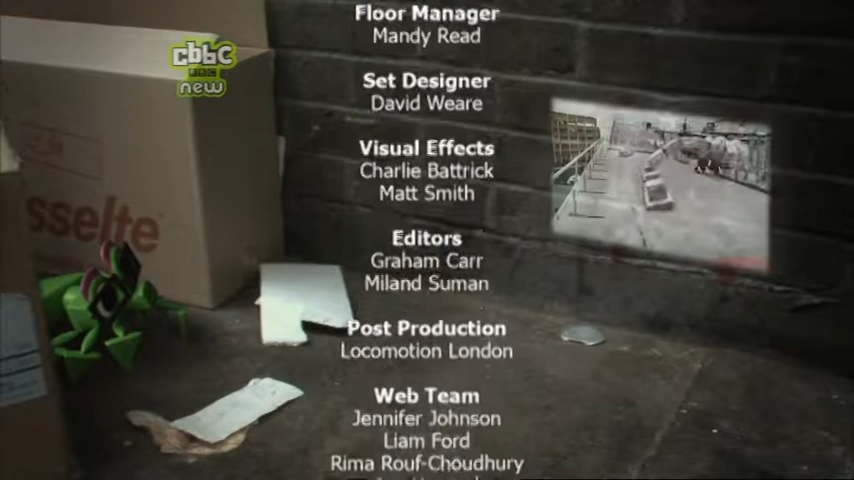 cbbc
BBC
new
Floor Manager
Mandy Read
Set Designer
David Weare
Visual Effects
Charlie Battrick
Matt Smith
Editors
Graham Carr
Miland Suman
Post Production
Locomotion London
Web Team
Jennifer Johnson
Liam Ford
Rima Rouf-Choudhury
sselte